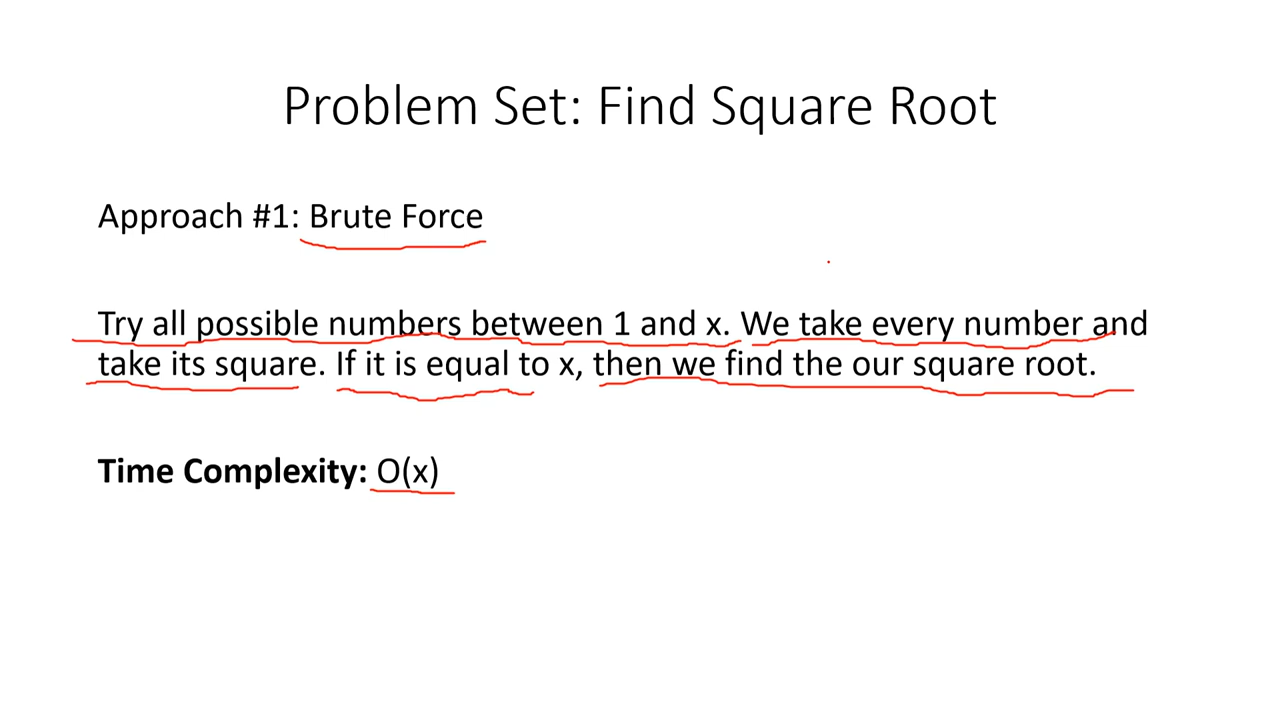 Problem Set: Find Square Root
Approach #1: Brute Force
Try all possible numbers between 1 and x. We take every number and
take its square. If it is equal to x, then we find the our square root.
Time Complexity: O(x)